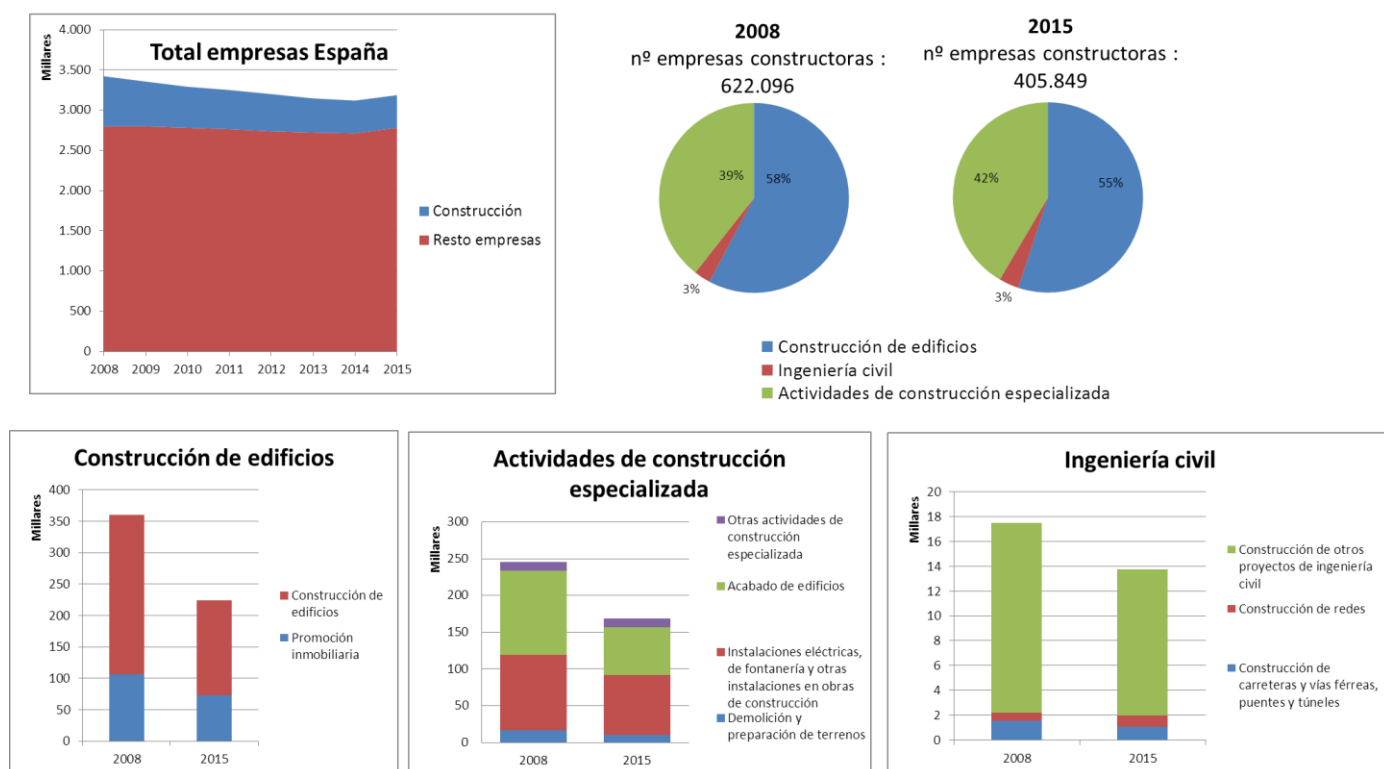 Total empresas España
Millares
4.000
3.500
3.000
2.500
2.000
1.500
1.000
500
0
2008 2009 2010 2011 2012 2013 2014 2015
Construcción
Resto empresas
2008
nº empresas constructoras :
622.096
39%
58%
3%
2015
nº empresas constructoras :
405.849
42%
55%
3%
Construcción de edificios
Ingeniería civil
Actividades de construcción especializada
Construcción de edificios
Millares
400
350
300
250
200
150
100
50
0
2008 2015
Construcción de
edificios
Promoción
inmobiliaria
Actividades de construcción
especializada
Millares
300
250
200
150
100
50
0
2008 2015
Otras actividades de
construcción
especializada
Acabado de edificios
Instalaciones eléctricas,
de fontanería y otras
instalaciones en obras
de construcción
Demolición y
preparación de terrenos
Ingeniería civil
Millares
20
18
16
14
12
10
8
6
4
2
0
2008 2015
Construcción de otros
proyectos de ingeniería
civil
Construcción de redes
Construcción de
carreteras y vías férreas,
puentes y túneles